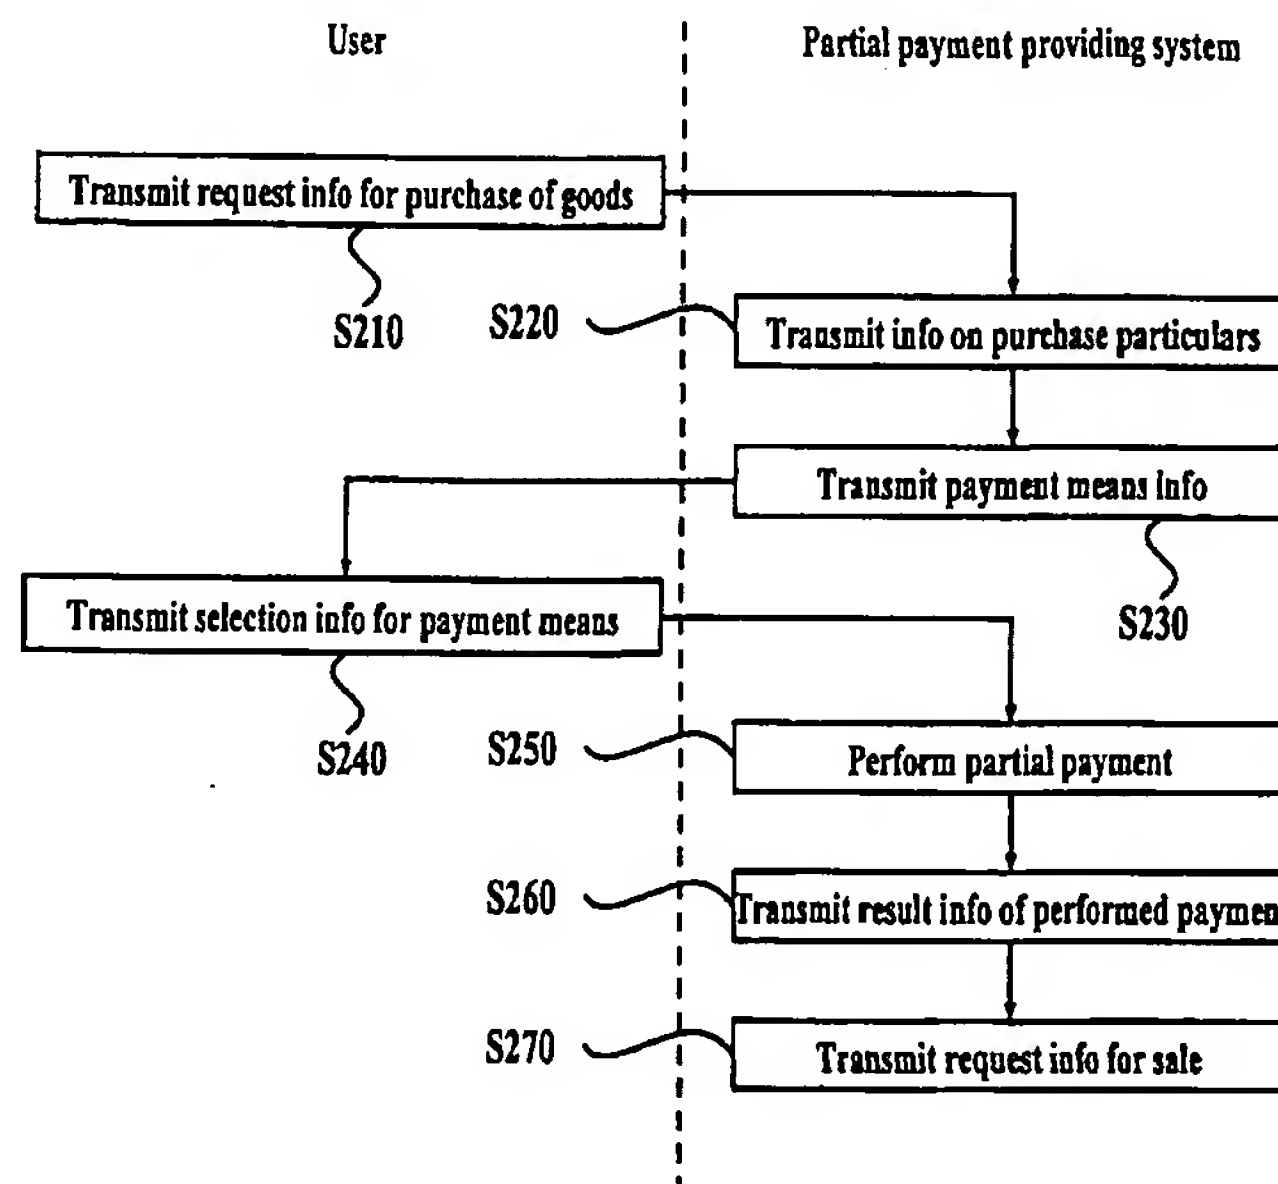 User
Partial payment providing system
Transmit request info for purchase of goods
S210
S220
Transmit info on purchase particulars
Transmit payment means info
S230
Transmit selection info for payment means
S240
S250
Perform partial payment
S260
Transmit result info of performed paymen
S270
Transmit request info for sale